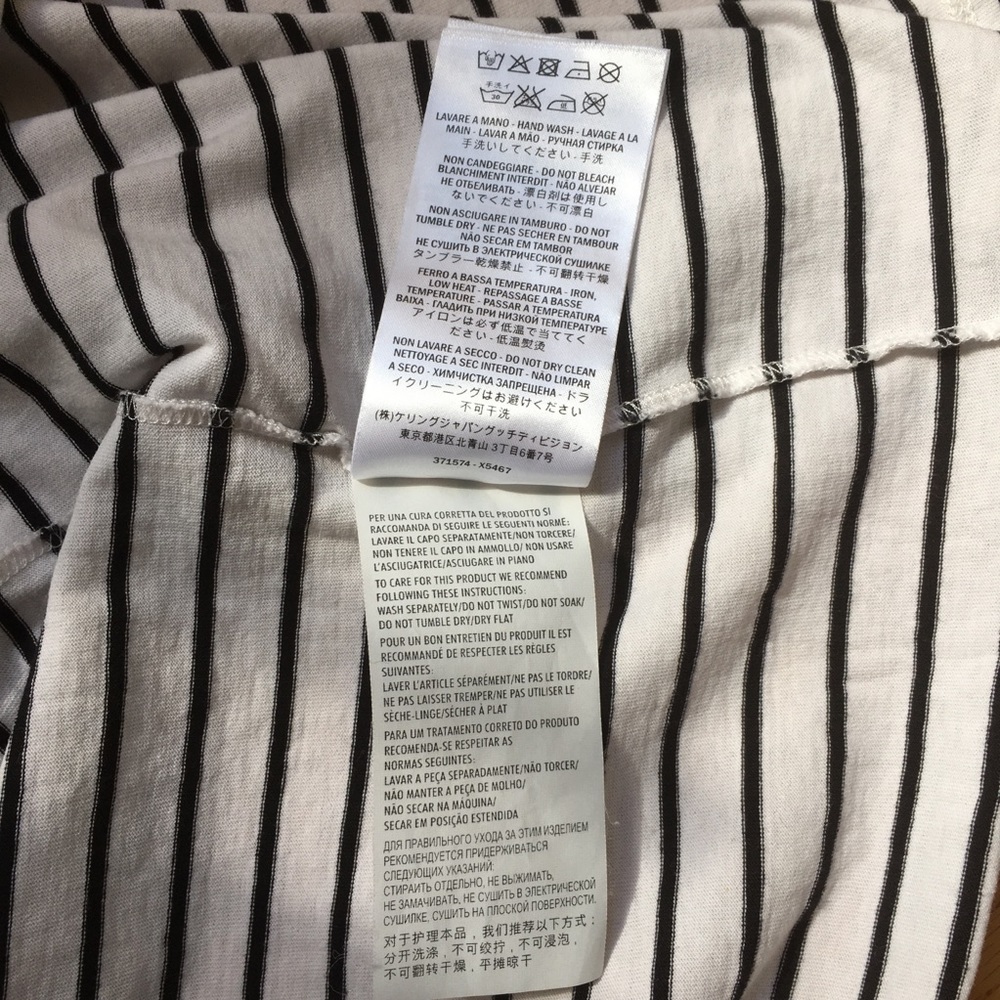 手洗イ
30
低
LAVARE A MANO - HAND WASH - LAVAGE A LA
MAIN - LAVAR A MÃO - РУЧНАЯ СТИРКА
手洗いしてください - 手洗
NON CANDEGGIARE - DO NOT BLEACH
BLANCHIMENT INTERDIT - NÃO ALVEJAR
НЕ ОТБЕЛИВАТЬ - 漂白剤は使用し
ないでください - 不可漂白
NON ASCIUGARE IN TAMBURO - DO NOT
TUMBLE DRY - NE PAS SECHER EN TAMBOUR
NÃO SECAR EM TAMBOR
НЕ СУШИТЬ В ЭЛЕКТРИЧЕСКОЙ СУШИЛКЕ
タンブラー乾燥禁止 - 不可翻转干燥
FERRO A BASSA TEMPERATURA - IRON,
LOW HEAT - REPASSAGE A BASSE
TEMPERATURE - PASSAR A TEMPERATURA
BAIXA - ГЛАДИТЬ ПРИ НИЗКОЙ ТЕМПЕРАТУРЕ
アイロンは必ず低温で当ててく
ださい - 低温熨烫
NON LAVARE A SECCO - DO NOT DRY CLEAN
NETTOYAGE A SEC INTERDIT - NÃO LIMPAR
A SECO - ХИМЧИСТКА ЗАПРЕЩЕНА - ドラ
イクリーニングはお避けください
不可干洗
(株)ケリングジャパングッチディビジョン
東京都港区北青山 3丁目6番7号
371574 - X5467
PER UNA CURA CORRETTA DEL PRODOTTO SI
RACCOMANDA DI SEGUIRE LE SEGUENTI NORME:
LAVARE IL CAPO SEPARATAMENTE/NON TORCERE/
NON TENERE IL CAPO IN AMMOLLO/ NON USARE
L'ASCIUGATRICE/ASCIUGARE IN PIANO
TO CARE FOR THIS PRODUCT WE RECOMMEND
FOLLOWING THESE INSTRUCTIONS:
WASH SEPARATELY/DO NOT TWIST/DO NOT SOAK/
DO NOT TUMBLE DRY/DRY FLAT
POUR UN BON ENTRETIEN DU PRODUIT IL EST
RECOMMANDÉ DE RESPECTER LES RÈGLES
SUIVANTES:
LAVER L'ARTICLE SÉPARÉMENT/NE PAS LE TORDRE/
NE PAS LAISSER TREMPER/NE PAS UTILISER LE
SÈCHE-LINGE/SÉCHER À PLAT
PARA UM TRATAMENTO CORRETO DO PRODUTO
RECOMENDA-SE RESPEITAR AS
NORMAS SEGUINTES:
LAVAR A PEÇA SEPARADAMENTE/NÃO TORCER/
NÃO MANTER A PEÇA DE MOLHO/
NÃO SECAR NA MÁQUINA/
SECAR EM POSIÇÃO ESTENDIDA
ДЛЯ ПРАВИЛЬНОГО УХОДА ЗА ЭТИМ ИЗДЕЛИЕМ
РЕКОМЕНДУЕТСЯ ПРИДЕРЖИВАТЬСЯ
СЛЕДУЮЩИХ УКАЗАНИЙ:
СТИРАИТЬ ОТДЕЛЬНО, НЕ ВЫЖИМАТЬ,
НЕ ЗАМАЧИВАТЬ, НЕ СУШИТЬ В ЭЛЕКТРИЧЕСКОЙ
СУШИЛКЕ, СУШИТЬ НА ПЛОСКОЙ ПОВЕРХНОСТИ.
对于护理本品，我们推荐以下方式：
分开洗涤，不可绞拧，不可浸泡，
不可翻转干燥，平摊晾干